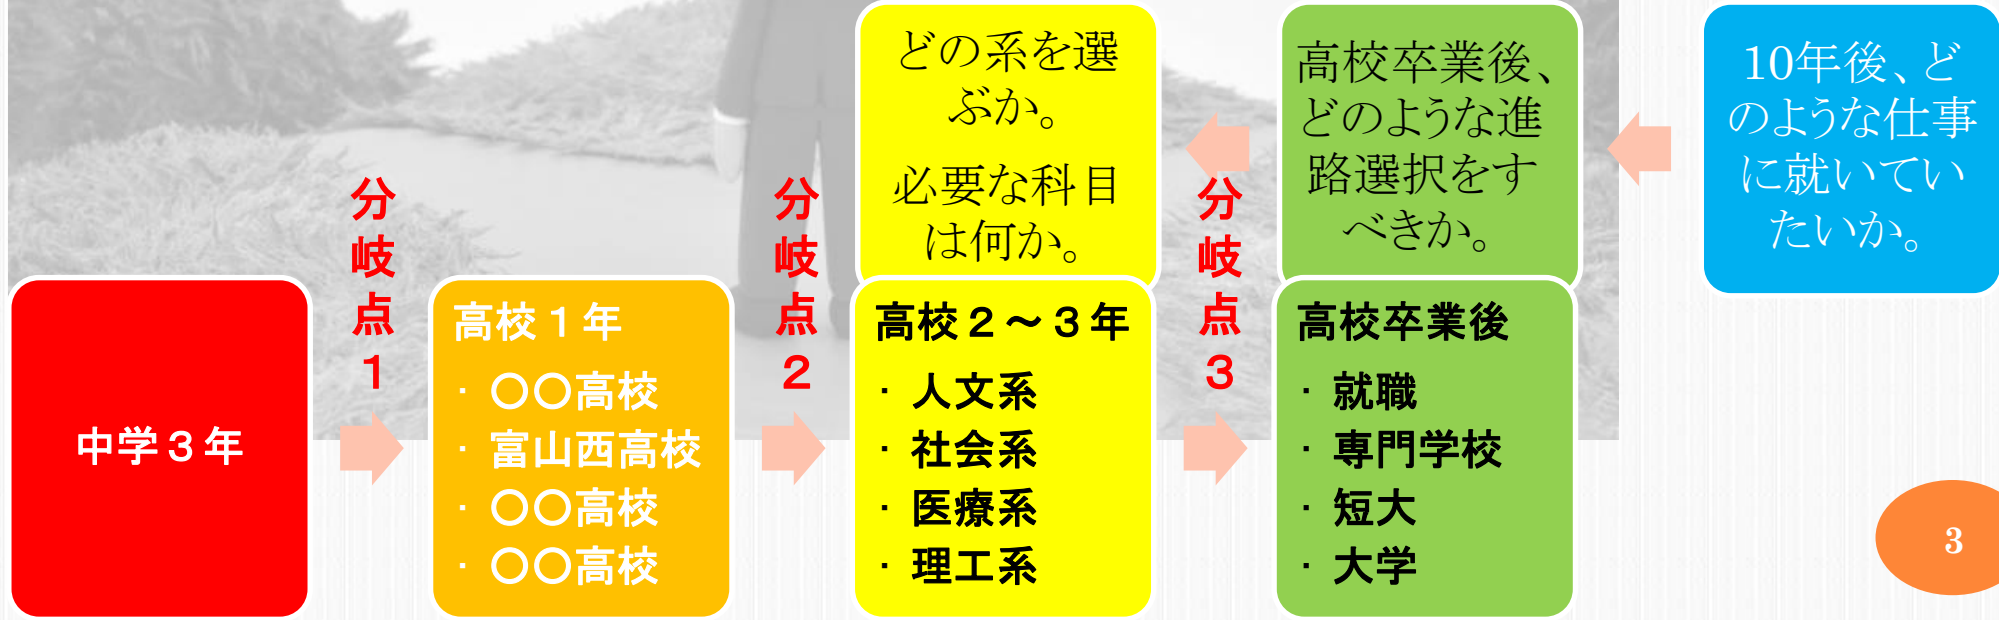 どの系を選
ぶか。
必要な科目
は何か。
高校卒業後、
どのような進
路選択をす
べきか。
10年後、ど
のような仕事
に就いてい
たいか。
中学３年
分岐点１
高校１年
・〇〇高校
・富山西高校
・〇〇高校
・〇〇高校
分岐点２
高校２～３年
・人文系
・社会系
・医療系
・理工系
分岐点３
高校卒業後
・就職
・専門学校
・短大
・大学
3